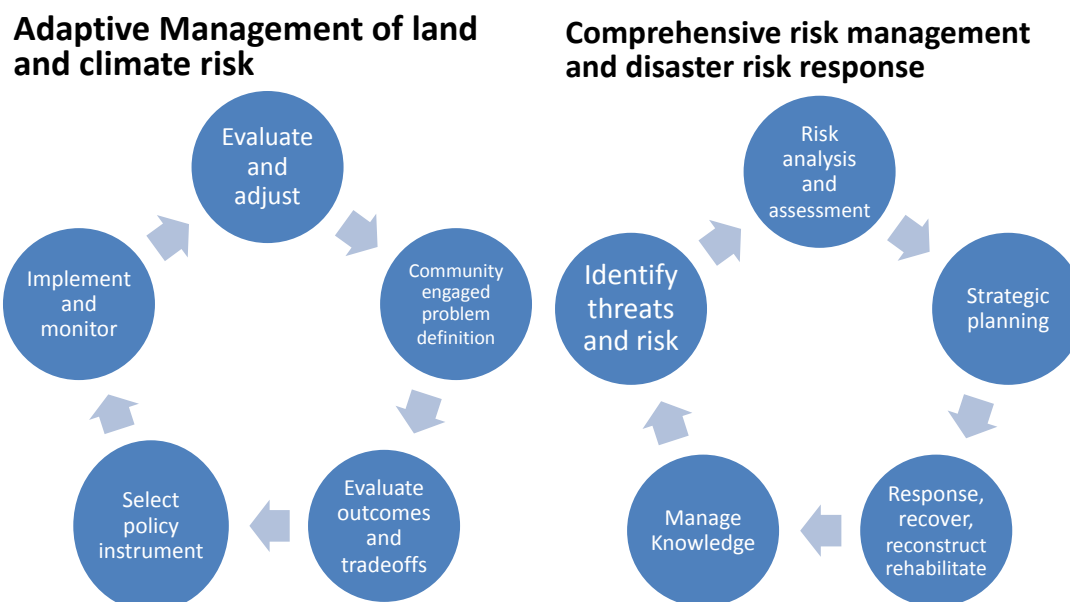 Adaptive Management of land
and climate risk
Evaluate
and
adjust
Community
engaged
problem
definition
Evaluate
outcomes
and
tradeoffs
Select
policy
instrument
Implement
and
monitor
Comprehensive risk management
and disaster risk response
Risk
analysis
and
assessment
Strategic
planning
Response,
recover,
reconstruct
rehabilitate
Manage
Knowledge
Identify
threats
and risk